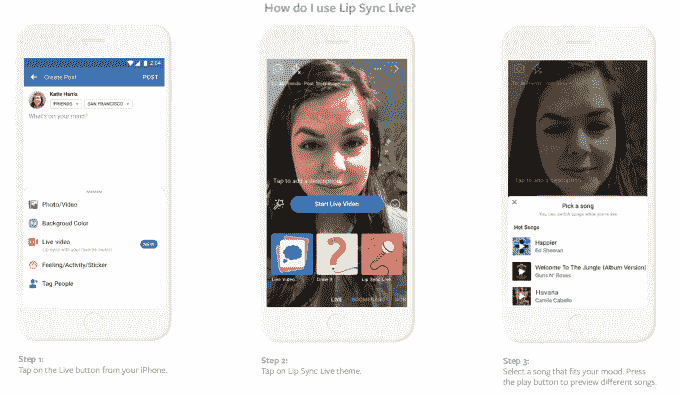 How do I use Lip Sync Live?
2:04
Create Post
POST
Katie Harris
FRIENDS
SAN FRANCISCO
What's on your mind?
Photo/Video
Backgroud Color
Live video
NEW
Feeling/Activity/Sticker
Tag People
Step 1:
Tap on the Live button from your iPhone.
Tap to add a description
Start Live Video
Live Video
Lip Sync Live
LIVE
BOOMERANG
Step 2:
Tap on Lip Sync Live theme.
Tap to add a description
Pick a song
Hot Songs
Happier
Ed Sheeran
Welcome To The Jungle (Album Version)
Guns N' Roses
Havana
Camila Cabello
Step 3:
Select a song that fits your mood. Press
the play button to preview different songs.